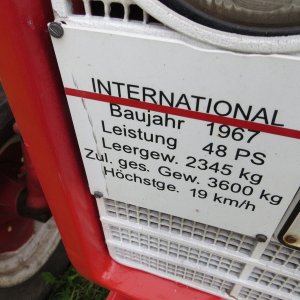 INTERNATIONAL
Baujahr 1967
Leistung 48 PS
Leergew. 2345 kg
Zul. ges. Gew. 3600 kg
Höchstge. 19 km/h